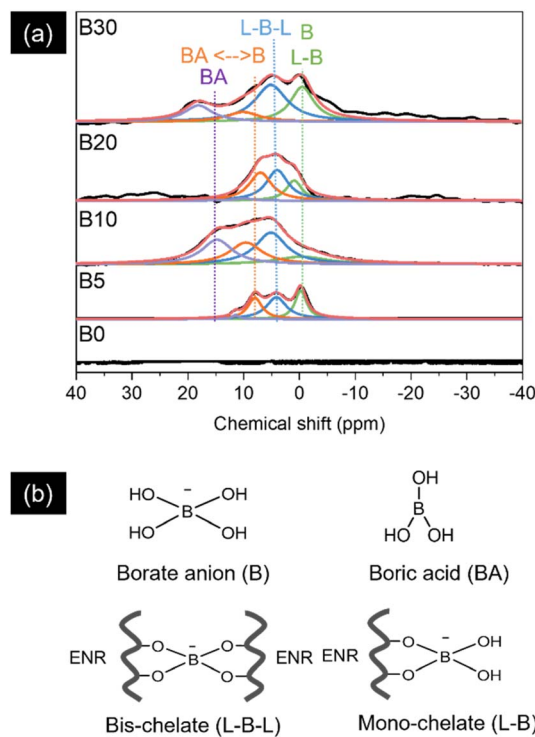 (a)
B30
L-B-L
B
BA <-->B
L-B
BA
B20
B10
B5
B0
40 30 20 10 0 -10 -20 -30 -40
Chemical shift (ppm)
(b)
HO − OH
B
HO OH
Borate anion (B)
OH
B
HO OH
Boric acid (BA)
ENR O − O ENR
B
O O
Bis-chelate (L-B-L)
ENR O − OH
B
O OH
Mono-chelate (L-B)